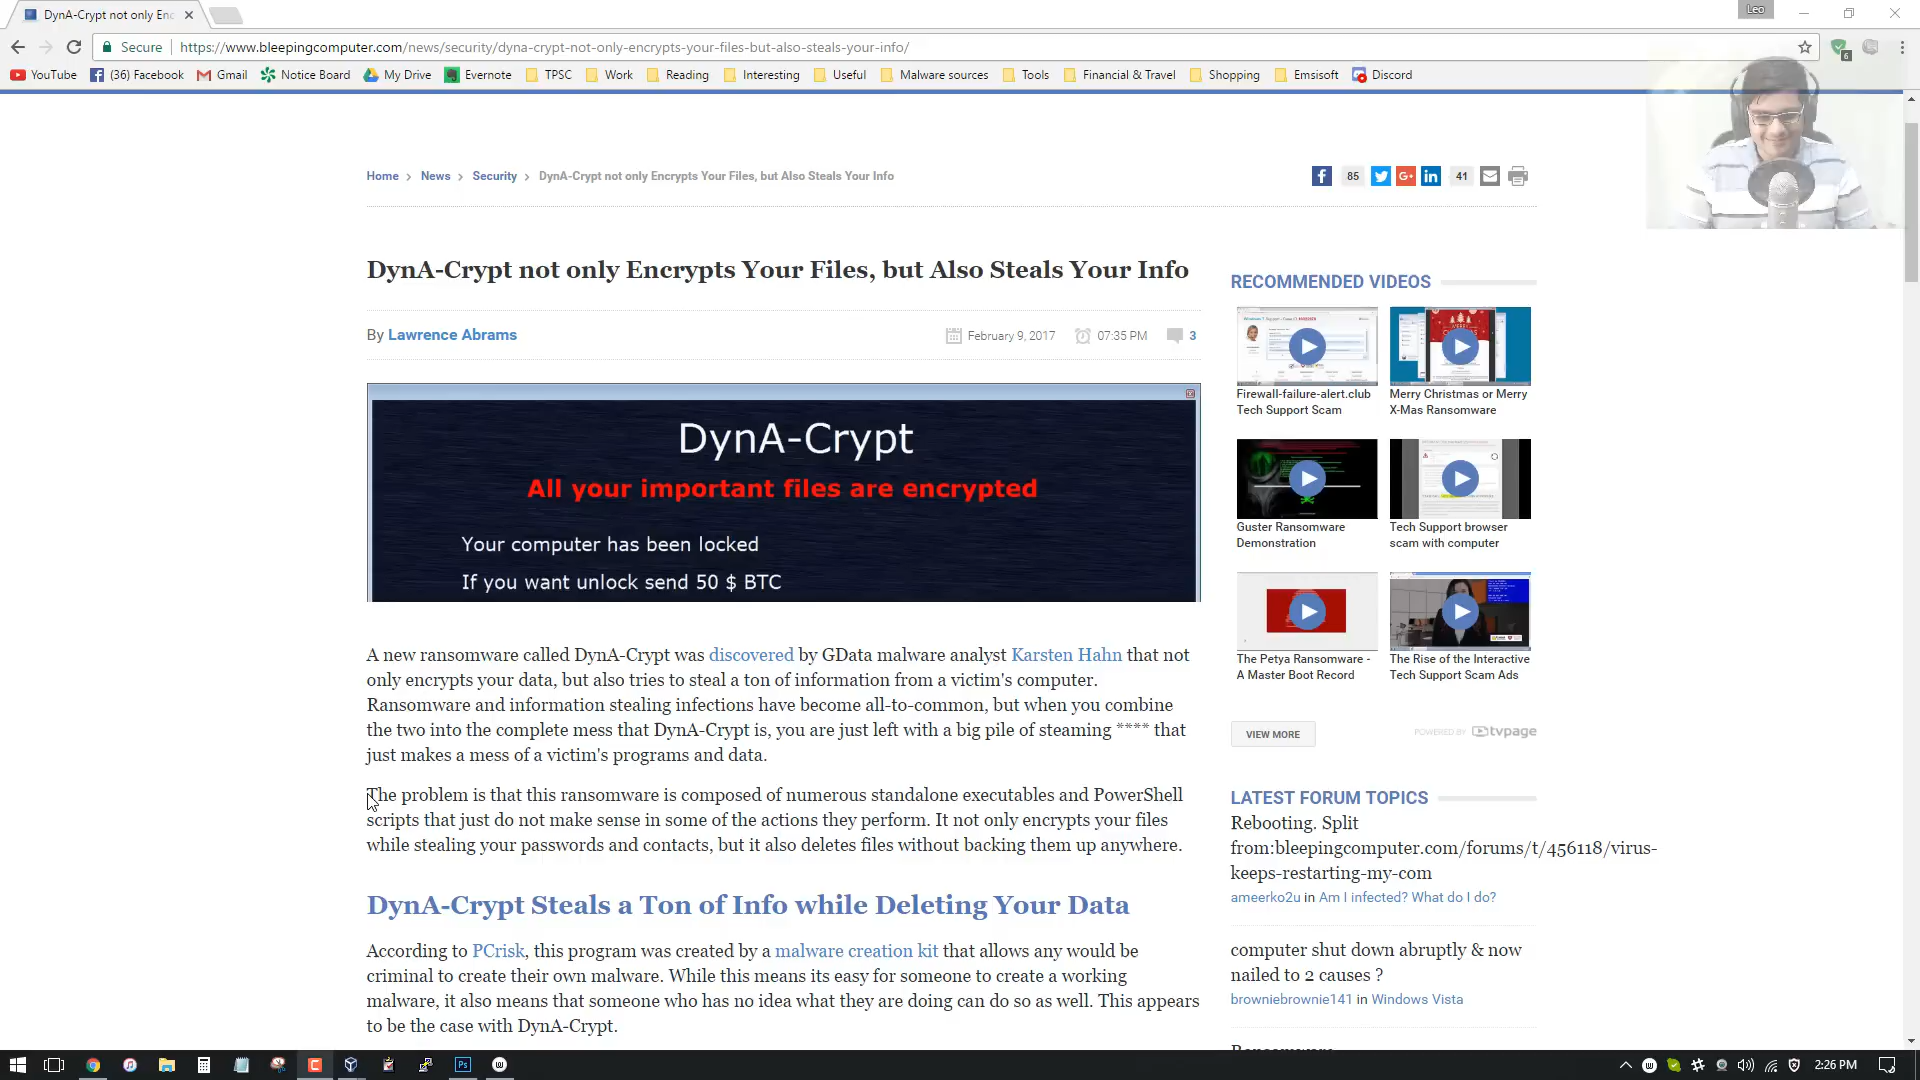 DynA-Crypt not only Enc
Leo
Secure
https://www.bleepingcomputer.com/news/security/dyna-crypt-not-only-encrypts-your-files-but-also-steals-your-info/
6
YouTube
(36) Facebook
Gmail
Notice Board
My Drive
Evernote
TPSC
Work
Reading
Interesting
Useful
Malware sources
Tools
Financial & Travel
Shopping
Emsisoft
Discord
Home > News > Security > DynA-Crypt not only Encrypts Your Files, but Also Steals Your Info
85
41
DynA-Crypt not only Encrypts Your Files, but Also Steals Your Info
By Lawrence Abrams
February 9, 2017
07:35 PM
3
DynA-Crypt
All your important files are encrypted
Your computer has been locked
If you want unlock send 50 $ BTC
A new ransomware called DynA-Crypt was discovered by GData malware analyst Karsten Hahn that not
only encrypts your data, but also tries to steal a ton of information from a victim's computer.
Ransomware and information stealing infections have become all-to-common, but when you combine
the two into the complete mess that DynA-Crypt is, you are just left with a big pile of steaming **** that
just makes a mess of a victim's programs and data.
The problem is that this ransomware is composed of numerous standalone executables and PowerShell
scripts that just do not make sense in some of the actions they perform. It not only encrypts your files
while stealing your passwords and contacts, but it also deletes files without backing them up anywhere.
DynA-Crypt Steals a Ton of Info while Deleting Your Data
According to PCrisk, this program was created by a malware creation kit that allows any would be
criminal to create their own malware. While this means its easy for someone to create a working
malware, it also means that someone who has no idea what they are doing can do so as well. This appears
to be the case with DynA-Crypt.
RECOMMENDED VIDEOS
Firewall-failure-alert.club
Tech Support Scam
Merry Christmas or Merry
X-Mas Ransomware
Guster Ransomware
Demonstration
Tech Support browser
scam with computer
The Petya Ransomware -
A Master Boot Record
The Rise of the Interactive
Tech Support Scam Ads
VIEW MORE
POWERED BY tvpage
LATEST FORUM TOPICS
Rebooting. Split
from:bleepingcomputer.com/forums/t/456118/virus-
keeps-restarting-my-com
ameerko2u in Am I infected? What do I do?
computer shut down abruptly & now
nailed to 2 causes ?
browniebrownie141 in Windows Vista
2:26 PM